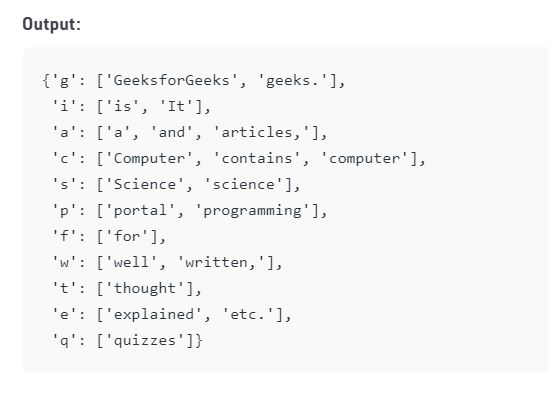 Output:
{'g': ['GeeksforGeeks', 'geeks.'],
'i': ['is', 'It'],
'a': ['a', 'and', 'articles,'],
'c': ['Computer', 'contains', 'computer'],
's': ['Science', 'science'],
'p': ['portal', 'programming'],
'f': ['for'],
'w': ['well', 'written,'],
't': ['thought'],
'e': ['explained', 'etc.'],
'q': ['quizzes']}